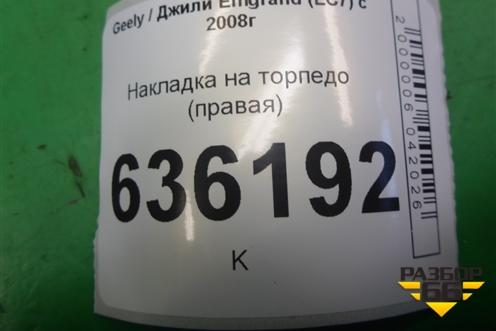 Geely / Джили Emgrand (EC7) с
2008г
Накладка на торпедо
(правая)
636192
К
2000006042026
РАЗБОР
66